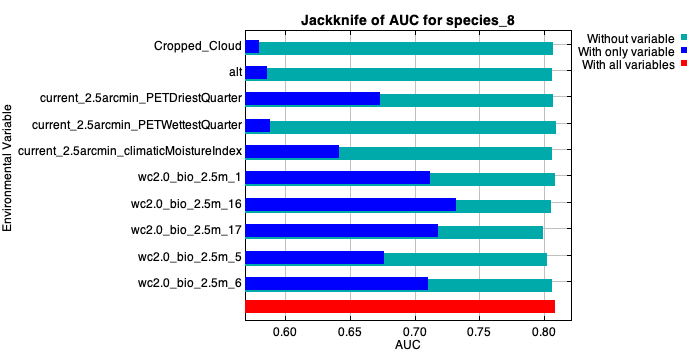 Jackknife of AUC for species_8
Without variable
With only variable
With all variables
Environmental Variable
Cropped_Cloud
alt
current_2.5arcmin_PETDriestQuarter
current_2.5arcmin_PETWettestQuarter
current_2.5arcmin_climaticMoistureIndex
wc2.0_bio_2.5m_1
wc2.0_bio_2.5m_16
wc2.0_bio_2.5m_17
wc2.0_bio_2.5m_5
wc2.0_bio_2.5m_6
0.60 0.65 0.70 0.75 0.80
AUC